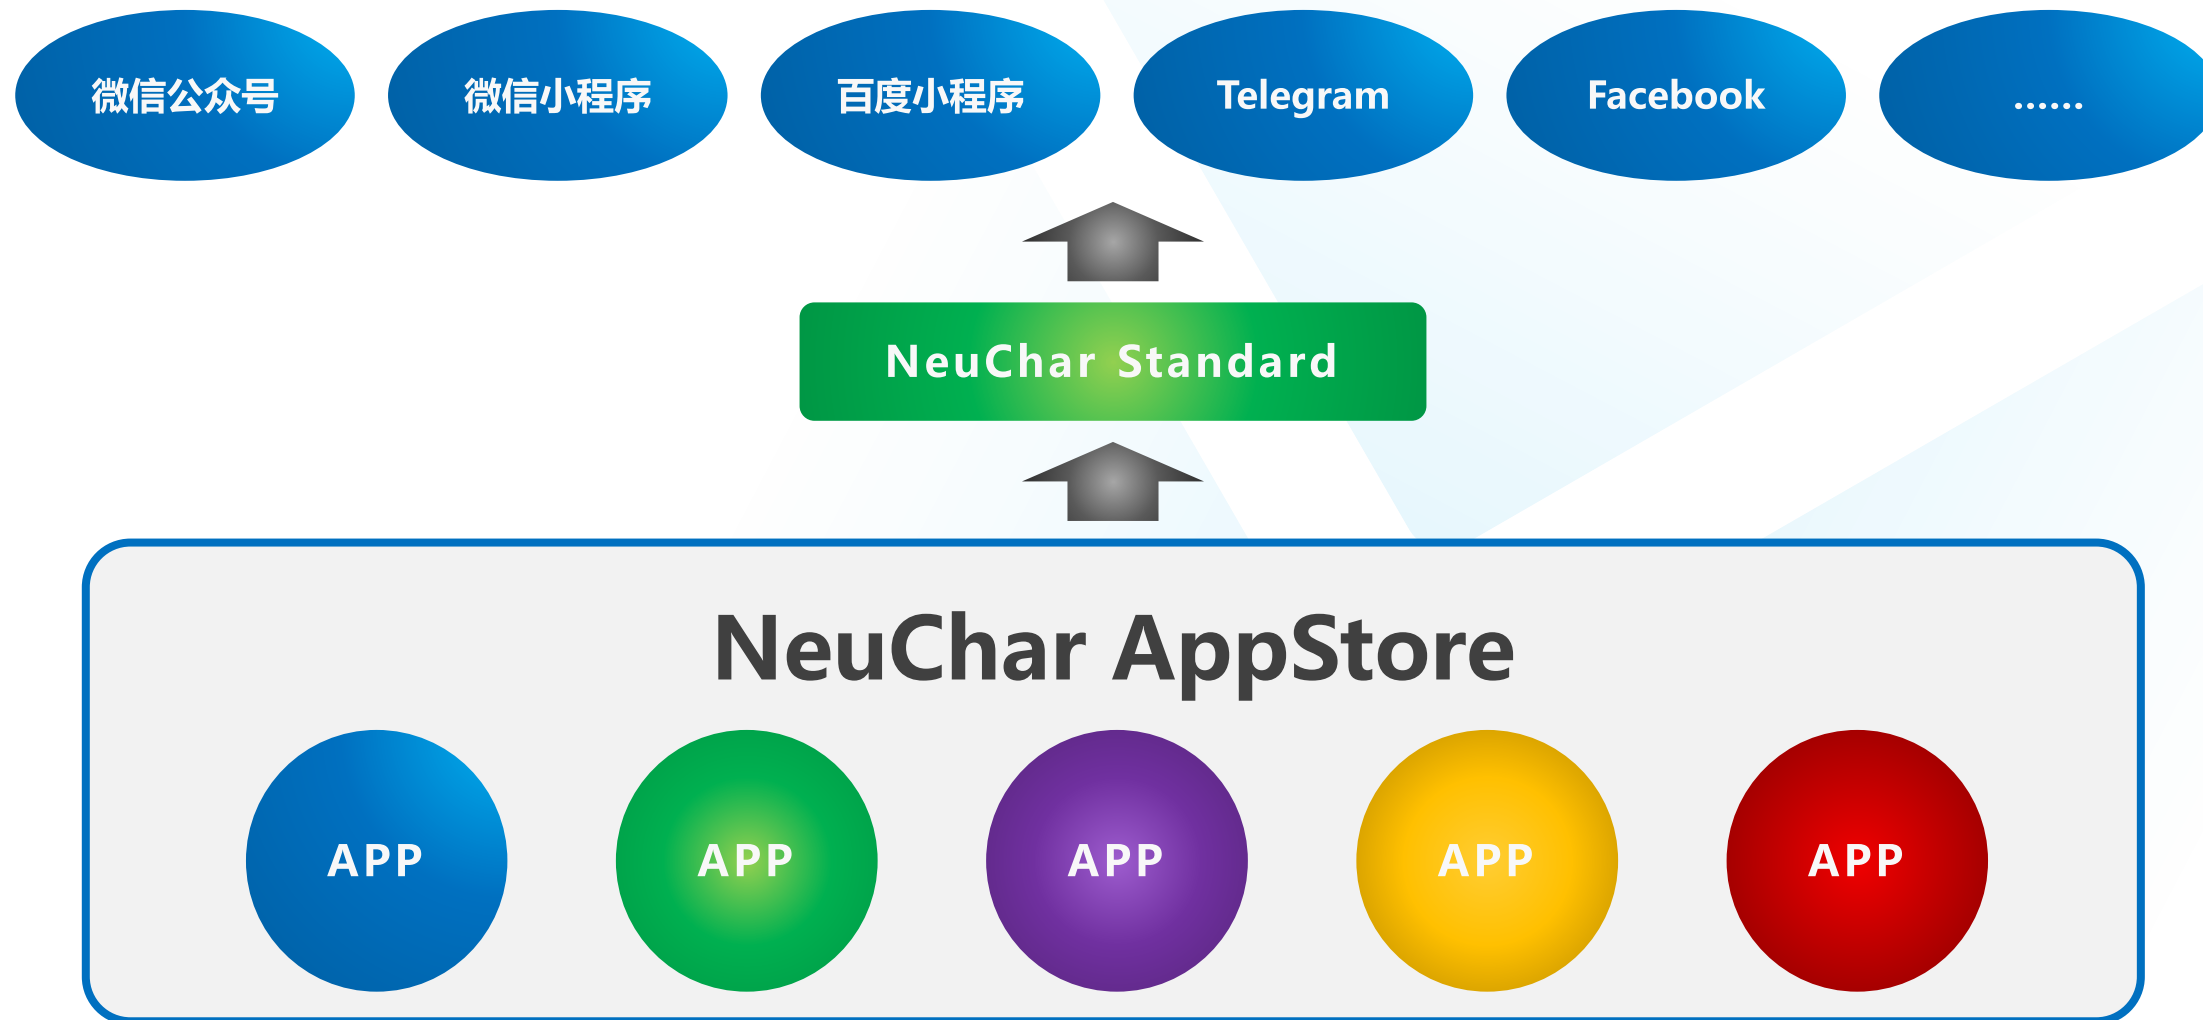 微信公众号 微信小程序 百度小程序 Telegram Facebook ......
NeuChar Standard
NeuChar AppStore
APP APP APP APP APP